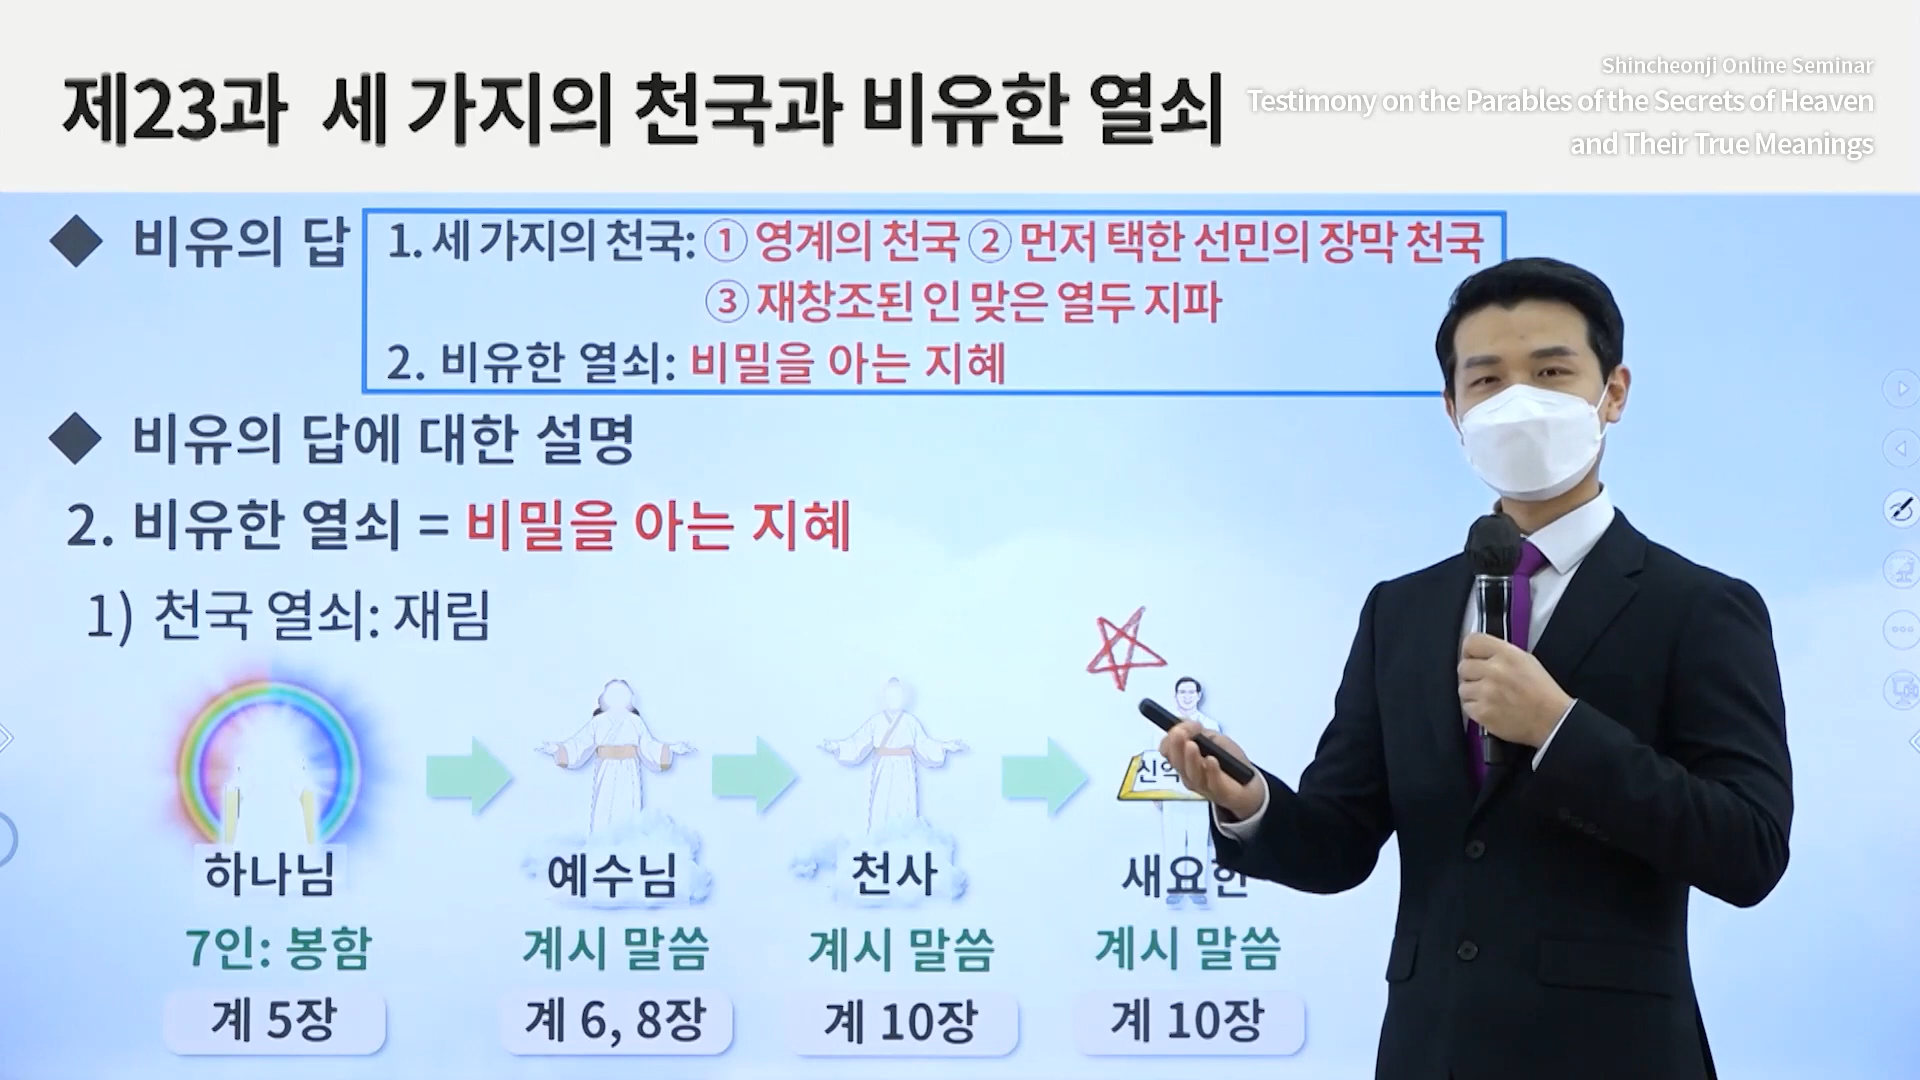 제23과 세 가지의 천국과 비유한 열쇠
Shincheonji Online Seminar
Testimony on the Parables of the Secrets of Heaven
and Their True Meanings
◆ 비유의 답
1. 세 가지의 천국: ① 영계의 천국 ② 먼저 택한 선민의 장막 천국
③ 재창조된 인 맞은 열두 지파
2. 비유한 열쇠: 비밀을 아는 지혜
◆ 비유의 답에 대한 설명
2. 비유한 열쇠 = 비밀을 아는 지혜
1) 천국 열쇠: 재림
신약
하나님 예수님 천사 새요한
7인: 봉함 계시 말씀 계시 말씀 계시 말씀
계 5장 계 6, 8장 계 10장 계 10장